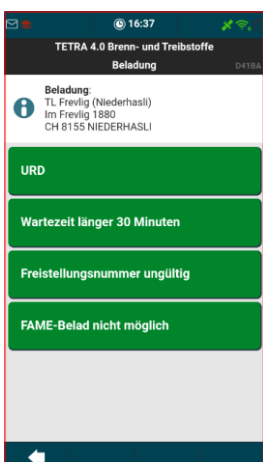 16:37
TETRA 4.0 Brenn- und Treibstoffe
Beladung D418A
Beladung:
TL Frevlig (Niederhasli)
Im Frevlig 1880
CH 8155 NIEDERHASLI
URD
Wartezeit länger 30 Minuten
Freistellungsnummer ungültig
FAME-Belad nicht möglich